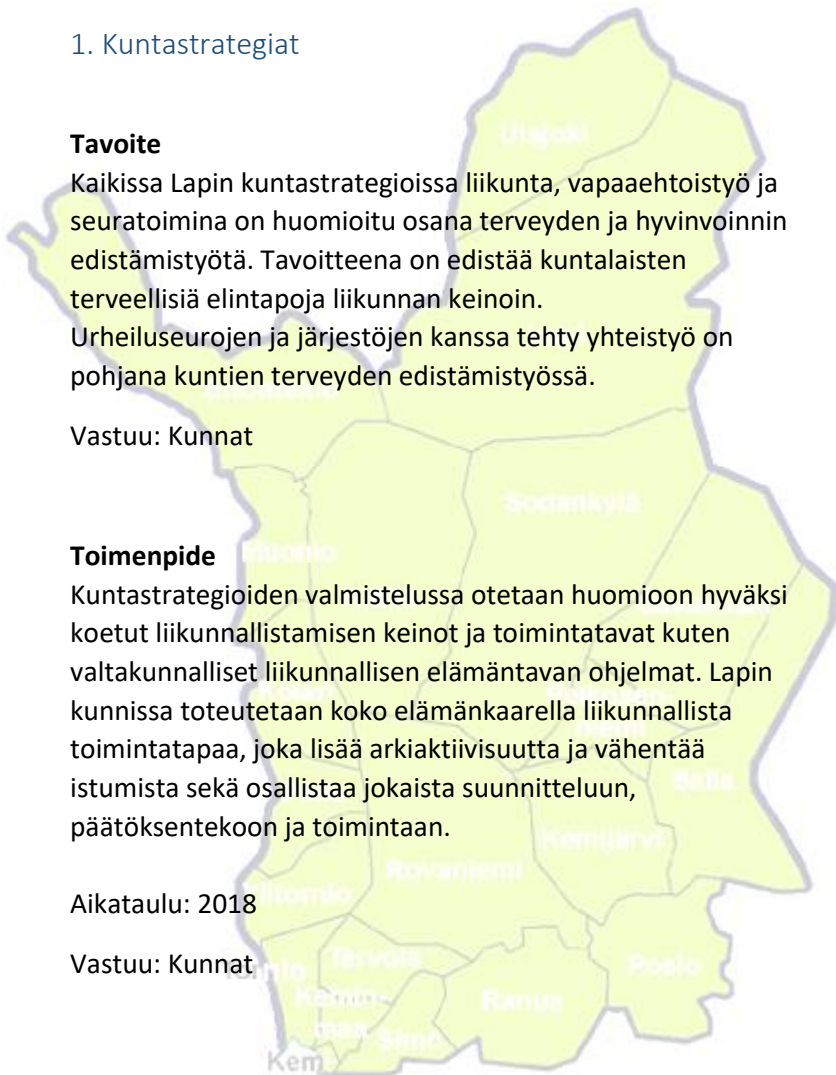 1. Kuntastrategiat
Tavoite
Kaikissa Lapin kuntastrategioissa liikunta, vapaaehtoistyö ja
seuratoimina on huomioitu osana terveyden ja hyvinvoinnin
edistämistyötä. Tavoitteena on edistää kuntalaisten
terveellisiä elintapoja liikunnan keinoin.
Urheiluseurojen ja järjestöjen kanssa tehty yhteistyö on
pohjana kuntien terveyden edistämistyössä.
Vastuu: Kunnat
Toimenpide
Kuntastrategioiden valmistelussa otetaan huomioon hyväksi
koetut liikunnallistamisen keinot ja toimintatavat kuten
valtakunnalliset liikunnallisen elämäntavan ohjelmat. Lapin
kunnissa toteutetaan koko elämänkaarella liikunnallista
toimintatapaa, joka lisää arkiaktiivisuutta ja vähentää
istumista sekä osallistaa jokaista suunnitteluun,
päätöksentekoon ja toimintaan.
Aikataulu: 2018
Vastuu: Kunnat
Utsjoki
Sodankylä
Muonio
Salla
Kemijärvi
Rovaniemi
Tervola
Posio
Ranua
Kemin-
maa
Simo
Kem